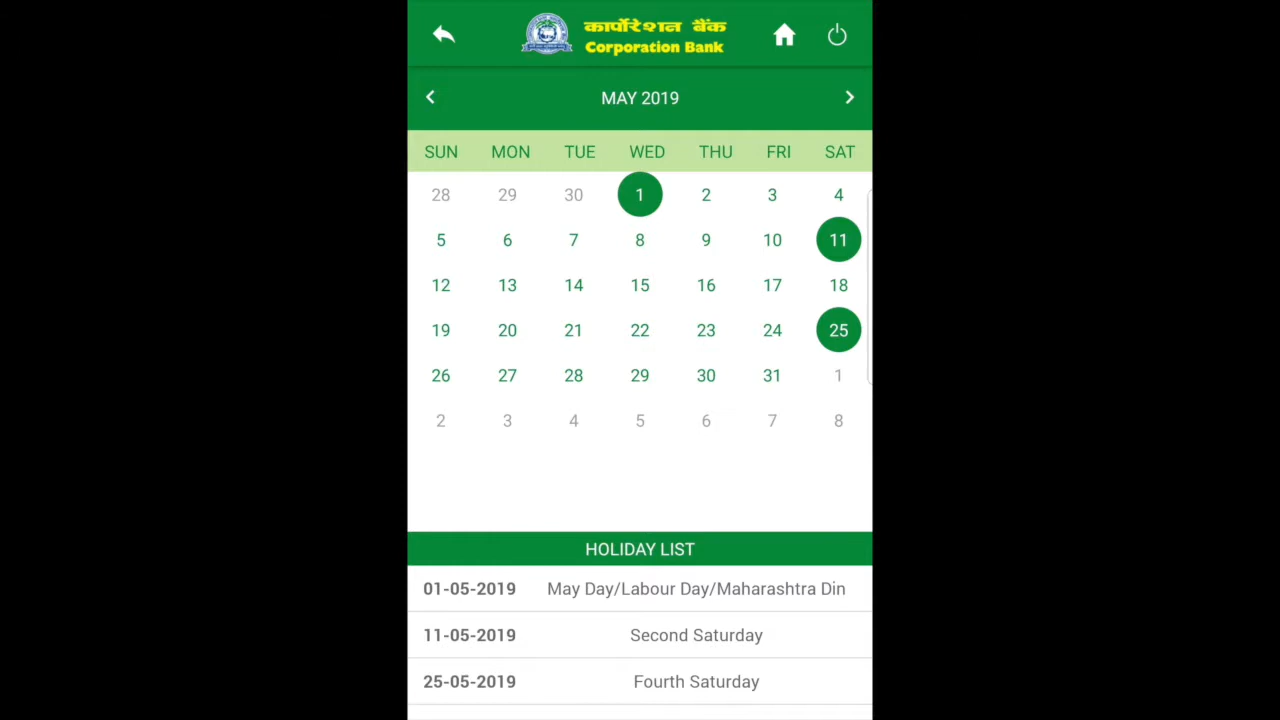 कार्पोरेशन बैंक
Corporation Bank
MAY 2019
SUN MON TUE WED THU FRI SAT
28 29 30 1 2 3 4
5 6 7 8 9 10 11
12 13 14 15 16 17 18
19 20 21 22 23 24 25
26 27 28 29 30 31 1
2 3 4 5 6 7 8
HOLIDAY LIST
01-05-2019 May Day/Labour Day/Maharashtra Din
11-05-2019 Second Saturday
25-05-2019 Fourth Saturday